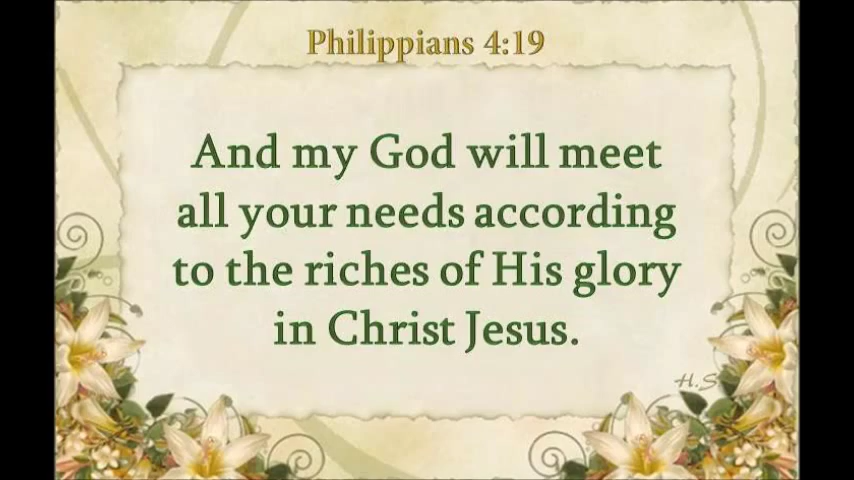 Philippians 4:19
And my God will meet
all your needs according
to the riches of His glory
in Christ Jesus.
H.S